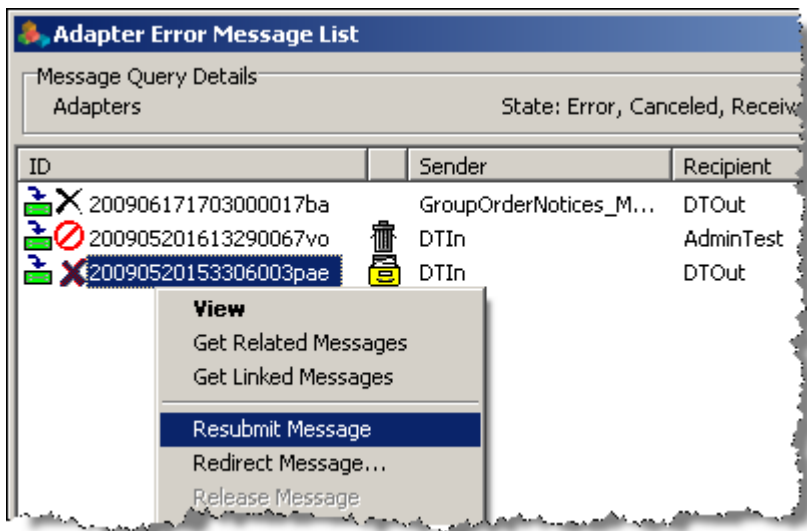 Adapter Error Message List
Message Query Details
Adapters State: Error, Canceled, Receiv
ID Sender Recipient
200906171703000017ba GroupOrderNotices_M... DTOut
200905201613290067vo DTIn AdminTest
20090520153306003pae DTIn DTOut
View
Get Related Messages
Get Linked Messages
Resubmit Message
Redirect Message...
Release Message